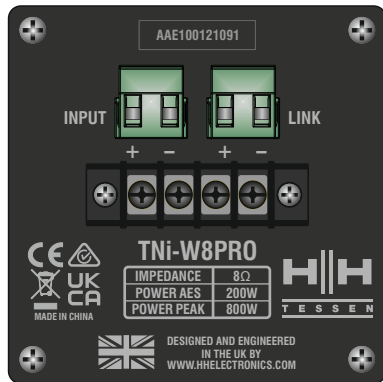 AAE100121091
INPUT
LINK
+ − + −
TNi-W8PRO
IMPEDANCE 8Ω
POWER AES 200W
POWER PEAK 800W
CE
UK
CA
MADE IN CHINA
H||H
TESSEN
DESIGNED AND ENGINEERED
IN THE UK BY
WWW.HHELECTRONICS.COM